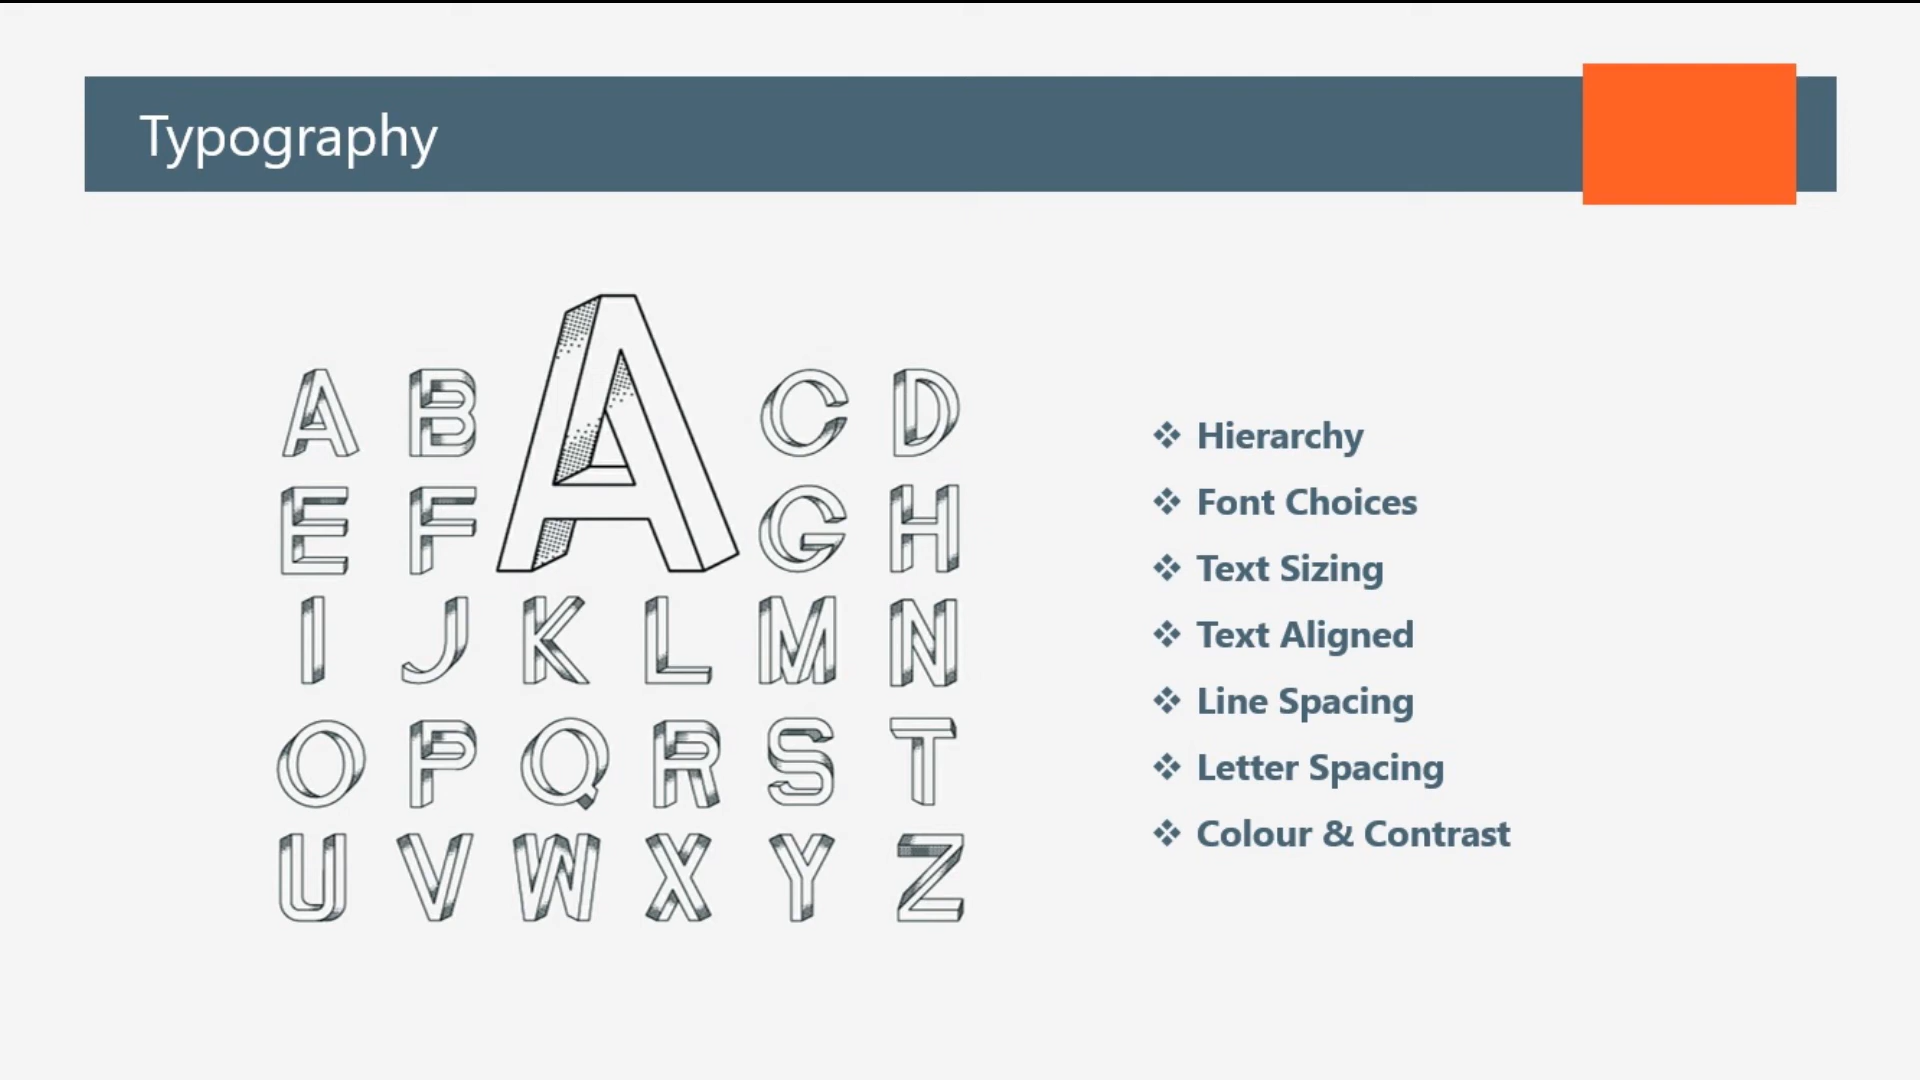 Typography
A
A B C D
E F G H
I J K L M N
O P Q R S T
U V W X Y Z
❖ Hierarchy
❖ Font Choices
❖ Text Sizing
❖ Text Aligned
❖ Line Spacing
❖ Letter Spacing
❖ Colour & Contrast